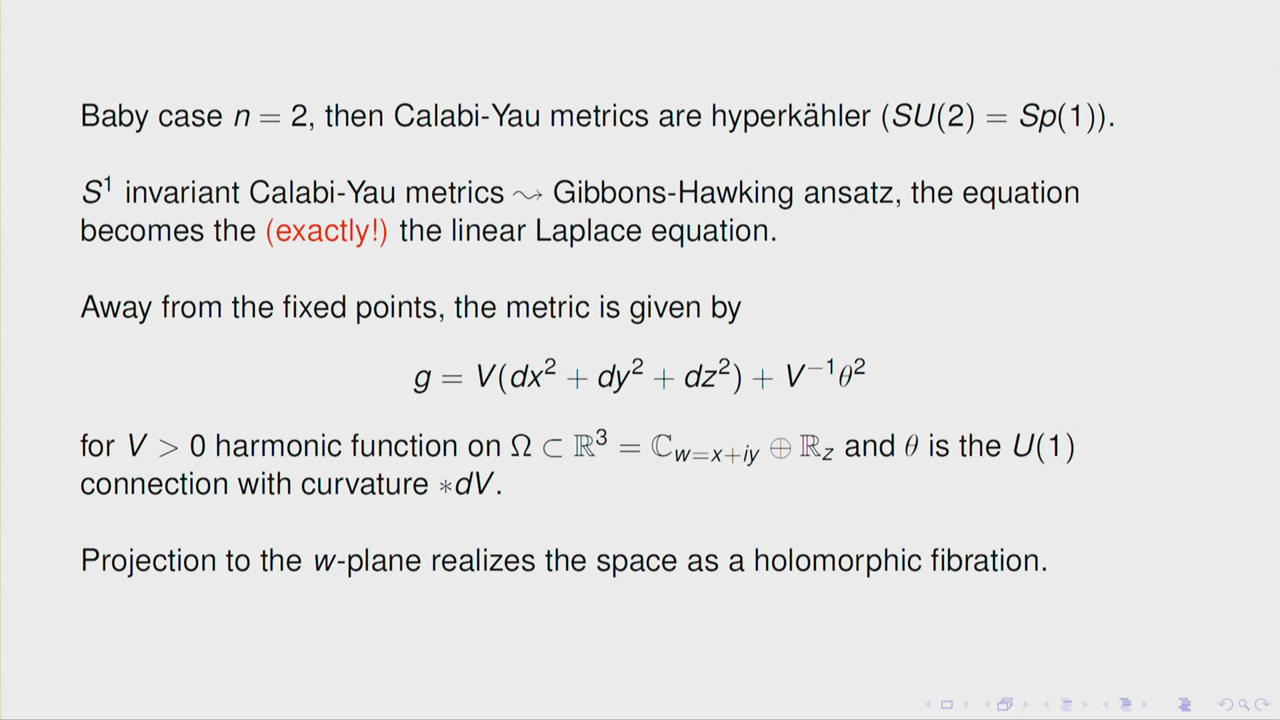 Baby case n = 2, then Calabi-Yau metrics are hyperkähler (SU(2) = Sp(1)).
S¹ invariant Calabi-Yau metrics ⇝ Gibbons-Hawking ansatz, the equation
becomes the (exactly!) the linear Laplace equation.
Away from the fixed points, the metric is given by
g = V(dx² + dy² + dz²) + V⁻¹θ²
for V > 0 harmonic function on Ω ⊂ ℝ³ = ℂ_{w=x+iy} ⊕ ℝ_z and θ is the U(1)
connection with curvature ∗dV.
Projection to the w-plane realizes the space as a holomorphic fibration.